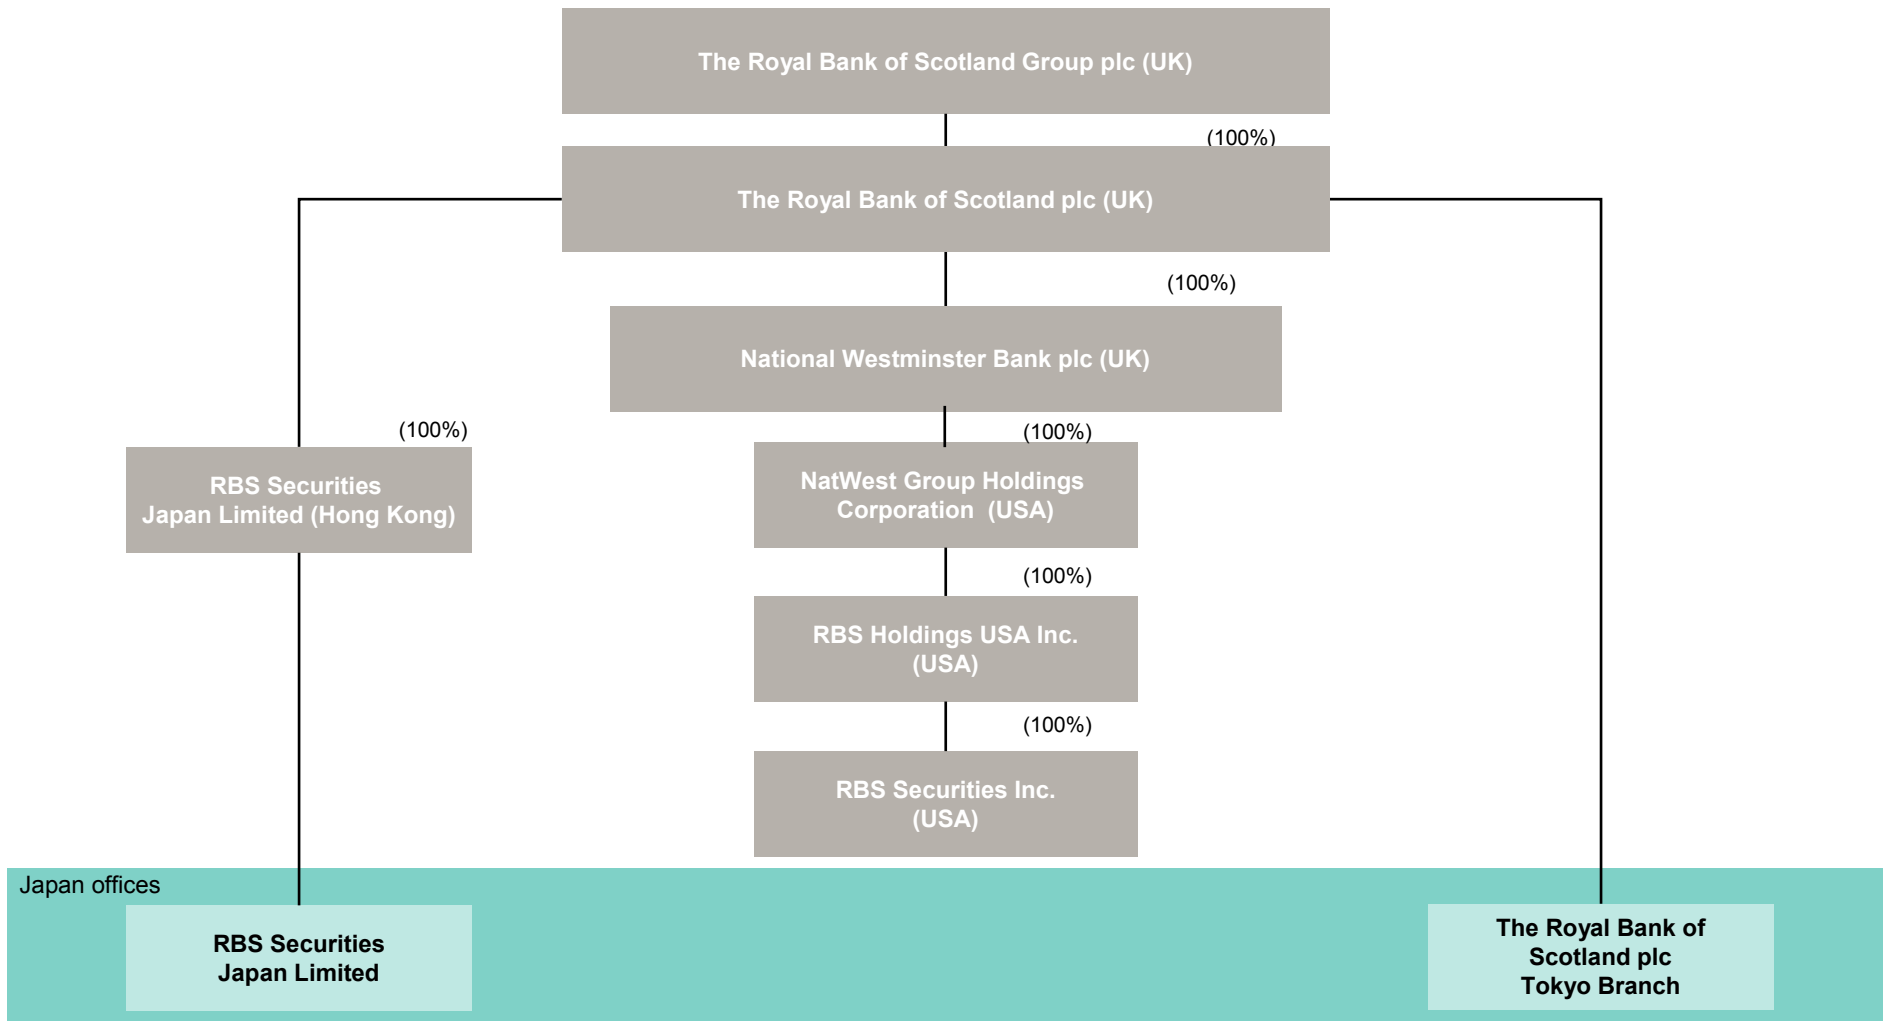 The Royal Bank of Scotland Group plc (UK)
(100%)
The Royal Bank of Scotland plc (UK)
(100%)
National Westminster Bank plc (UK)
(100%)
(100%)
RBS Securities
Japan Limited (Hong Kong)
NatWest Group Holdings
Corporation (USA)
(100%)
RBS Holdings USA Inc.
(USA)
(100%)
RBS Securities Inc.
(USA)
Japan offices
RBS Securities
Japan Limited
The Royal Bank of
Scotland plc
Tokyo Branch